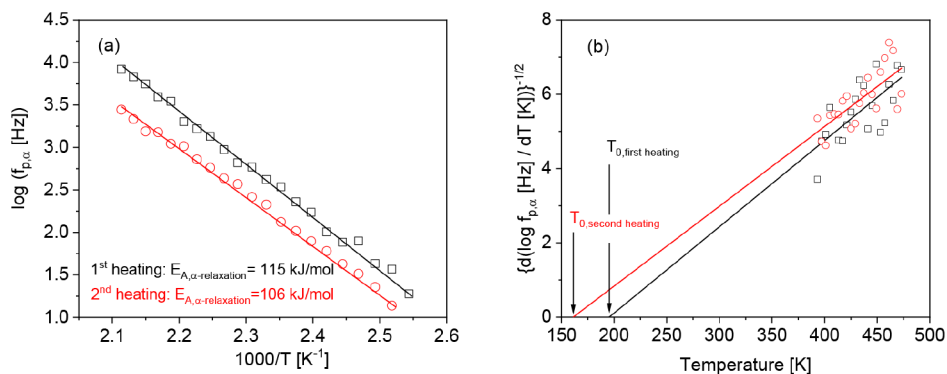 (a)
4.5
4.0
3.5
3.0
2.5
2.0
1.5
1.0
log (f_p,α [Hz])
1st heating: E_A,α-relaxation= 115 kJ/mol
2nd heating: E_A,α-relaxation=106 kJ/mol
2.1 2.2 2.3 2.4 2.5 2.6
1000/T [K⁻¹]
(b)
8
6
4
2
0
{d(log f_p,α [Hz] / dT [K])}⁻¹/²
T_0,first heating
T_0,second heating
150 200 250 300 350 400 450 500
Temperature [K]